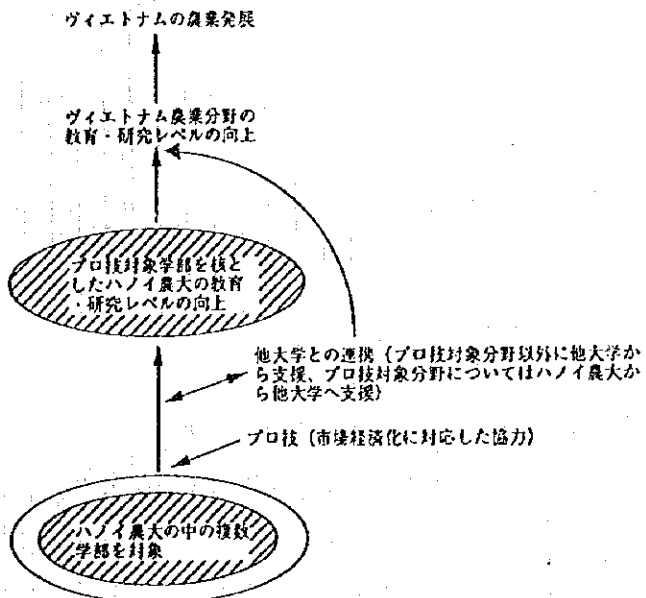 ヴィエトナムの農業発展
ヴィエトナム農業分野の
教育・研究レベルの向上
プロ技対象学部を核と
したハノイ農大の教育
・研究レベルの向上
他大学との連携（プロ技対象分野以外に他大学か
ら支援、プロ技対象分野についてはハノイ農大か
ら他大学へ支援）
プロ技（市場経済化に対応した協力）
ハノイ農大の中の複数
学部を対象